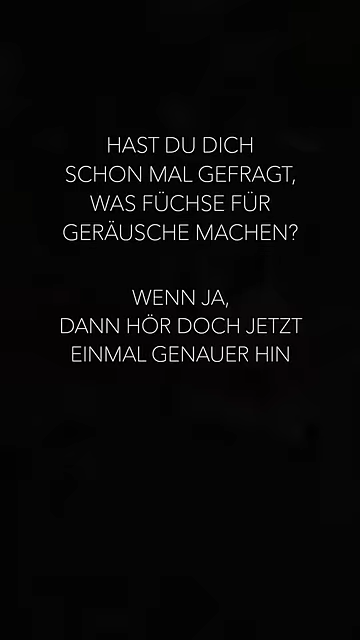 HAST DU DICH
SCHON MAL GEFRAGT,
WAS FÜCHSE FÜR
GERÄUSCHE MACHEN?
WENN JA,
DANN HÖR DOCH JETZT
EINMAL GENAUER HIN